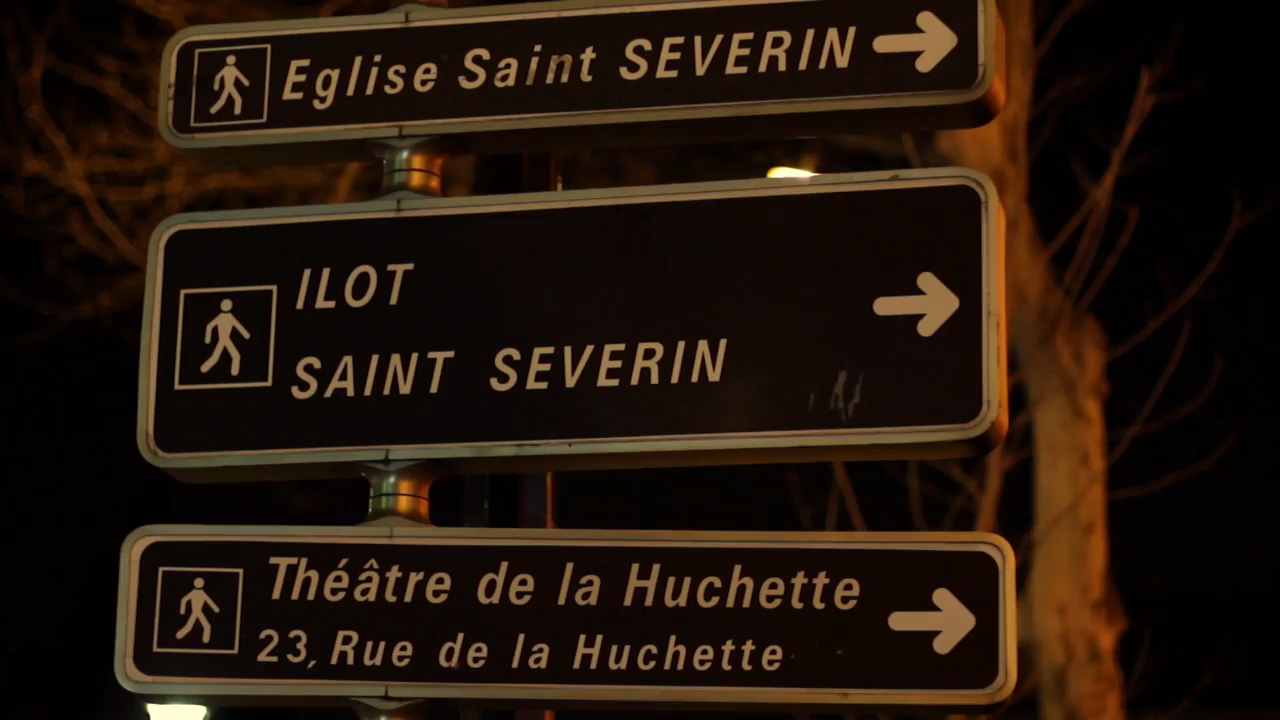 Eglise Saint SEVERIN
ILOT
SAINT SEVERIN
Théâtre de la Huchette
23, Rue de la Huchette